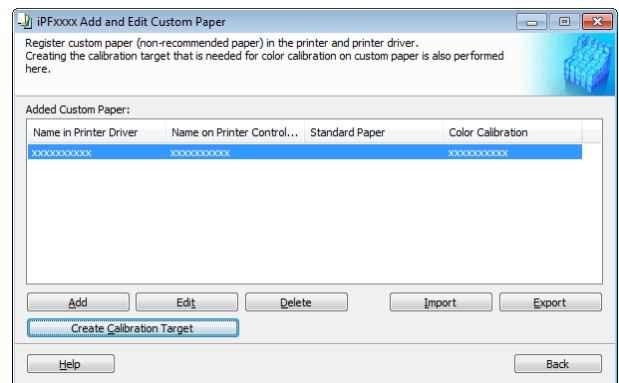 iPFxxxx Add and Edit Custom Paper
Register custom paper (non-recommended paper) in the printer and printer driver.
Creating the calibration target that is needed for color calibration on custom paper is also performed
here.
Added Custom Paper:
Name in Printer Driver Name on Printer Control... Standard Paper Color Calibration
xxxxxxxxxx xxxxxxxxxx xxxxxxxxxx
Add Edit Delete Import Export
Create Calibration Target
Help Back